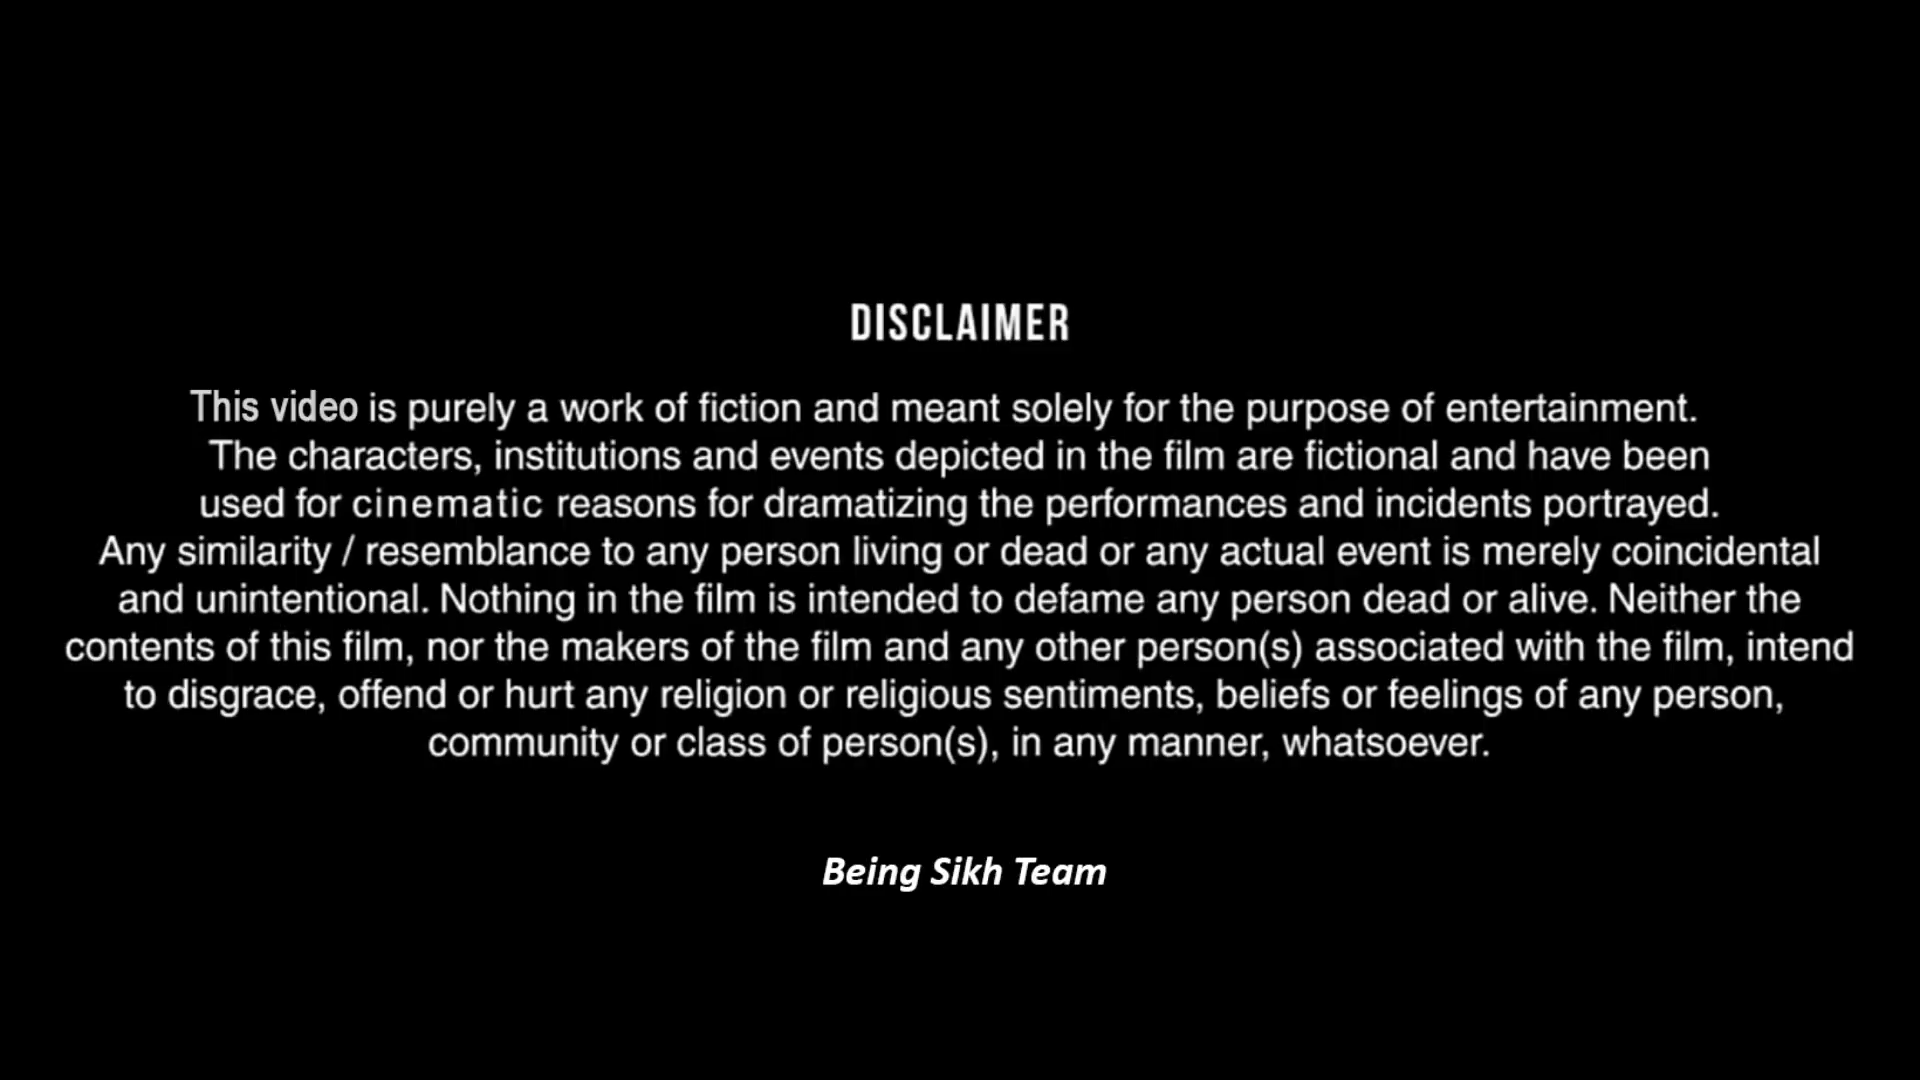 DISCLAIMER
This video is purely a work of fiction and meant solely for the purpose of entertainment.
The characters, institutions and events depicted in the film are fictional and have been
used for cinematic reasons for dramatizing the performances and incidents portrayed.
Any similarity / resemblance to any person living or dead or any actual event is merely coincidental
and unintentional. Nothing in the film is intended to defame any person dead or alive. Neither the
contents of this film, nor the makers of the film and any other person(s) associated with the film, intend
to disgrace, offend or hurt any religion or religious sentiments, beliefs or feelings of any person,
community or class of person(s), in any manner, whatsoever.
Being Sikh Team